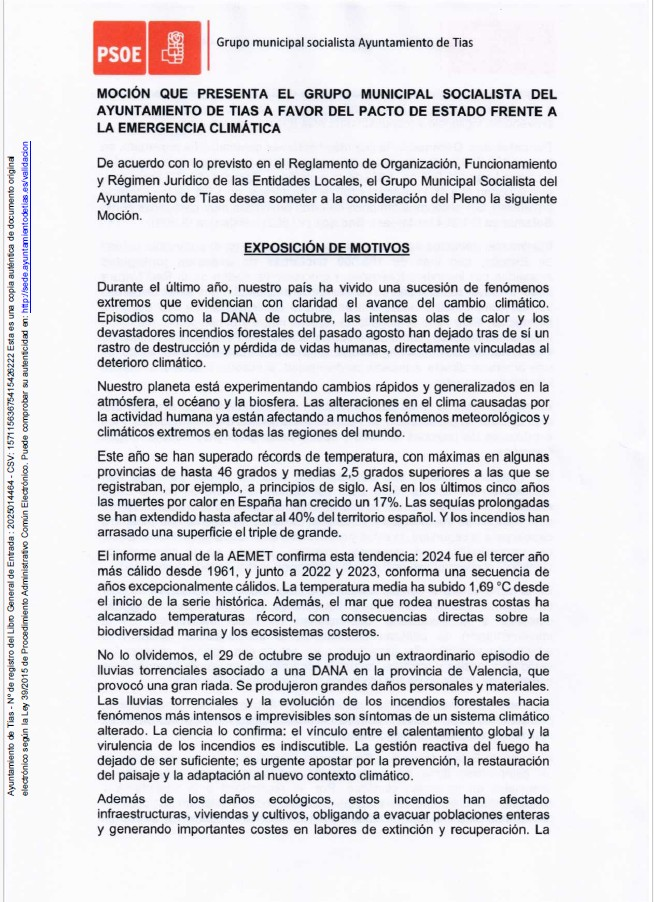 PSOE
Grupo municipal socialista Ayuntamiento de Tias
MOCIÓN QUE PRESENTA EL GRUPO MUNICIPAL SOCIALISTA DEL
AYUNTAMIENTO DE TIAS A FAVOR DEL PACTO DE ESTADO FRENTE A
LA EMERGENCIA CLIMÁTICA
De acuerdo con lo previsto en el Reglamento de Organización, Funcionamiento
y Régimen Jurídico de las Entidades Locales, el Grupo Municipal Socialista del
Ayuntamiento de Tías desea someter a la consideración del Pleno la siguiente
Moción.
EXPOSICIÓN DE MOTIVOS
Durante el último año, nuestro país ha vivido una sucesión de fenómenos
extremos que evidencian con claridad el avance del cambio climático.
Episodios como la DANA de octubre, las intensas olas de calor y los
devastadores incendios forestales del pasado agosto han dejado tras de sí un
rastro de destrucción y pérdida de vidas humanas, directamente vinculadas al
deterioro climático.
Nuestro planeta está experimentando cambios rápidos y generalizados en la
atmósfera, el océano y la biosfera. Las alteraciones en el clima causadas por
la actividad humana ya están afectando a muchos fenómenos meteorológicos y
climáticos extremos en todas las regiones del mundo.
Este año se han superado récords de temperatura, con máximas en algunas
provincias de hasta 46 grados y medias 2,5 grados superiores a las que se
registraban, por ejemplo, a principios de siglo. Así, en los últimos cinco años
las muertes por calor en España han crecido un 17%. Las sequías prolongadas
se han extendido hasta afectar al 40% del territorio español. Y los incendios han
arrasado una superficie el triple de grande.
El informe anual de la AEMET confirma esta tendencia: 2024 fue el tercer año
más cálido desde 1961, y junto a 2022 y 2023, conforma una secuencia de
años excepcionalmente cálidos. La temperatura media ha subido 1,69 °C desde
el inicio de la serie histórica. Además, el mar que rodea nuestras costas ha
alcanzado temperaturas récord, con consecuencias directas sobre la
biodiversidad marina y los ecosistemas costeros.
No lo olvidemos, el 29 de octubre se produjo un extraordinario episodio de
lluvias torrenciales asociado a una DANA en la provincia de Valencia, que
provocó una gran riada. Se produjeron grandes daños personales y materiales.
Las lluvias torrenciales y la evolución de los incendios forestales hacia
fenómenos más intensos e imprevisibles son síntomas de un sistema climático
alterado. La ciencia lo confirma: el vínculo entre el calentamiento global y la
virulencia de los incendios es indiscutible. La gestión reactiva del fuego ha
dejado de ser suficiente; es urgente apostar por la prevención, la restauración
del paisaje y la adaptación al nuevo contexto climático.
Además de los daños ecológicos, estos incendios han afectado
infraestructuras, viviendas y cultivos, obligando a evacuar poblaciones enteras
y generando importantes costes en labores de extinción y recuperación. La
Ayuntamiento de Tias - Nº de registro del Libro General de Entrada: 2025014464 - CSV: 15711563675415426222 Esta es una copia auténtica de documento original
electrónico según la Ley 39/2015 de Procedimiento Administrativo Común Electrónico. Puede comprobar su autenticidad en: http://sede.ayuntamientodetias.es/validacion